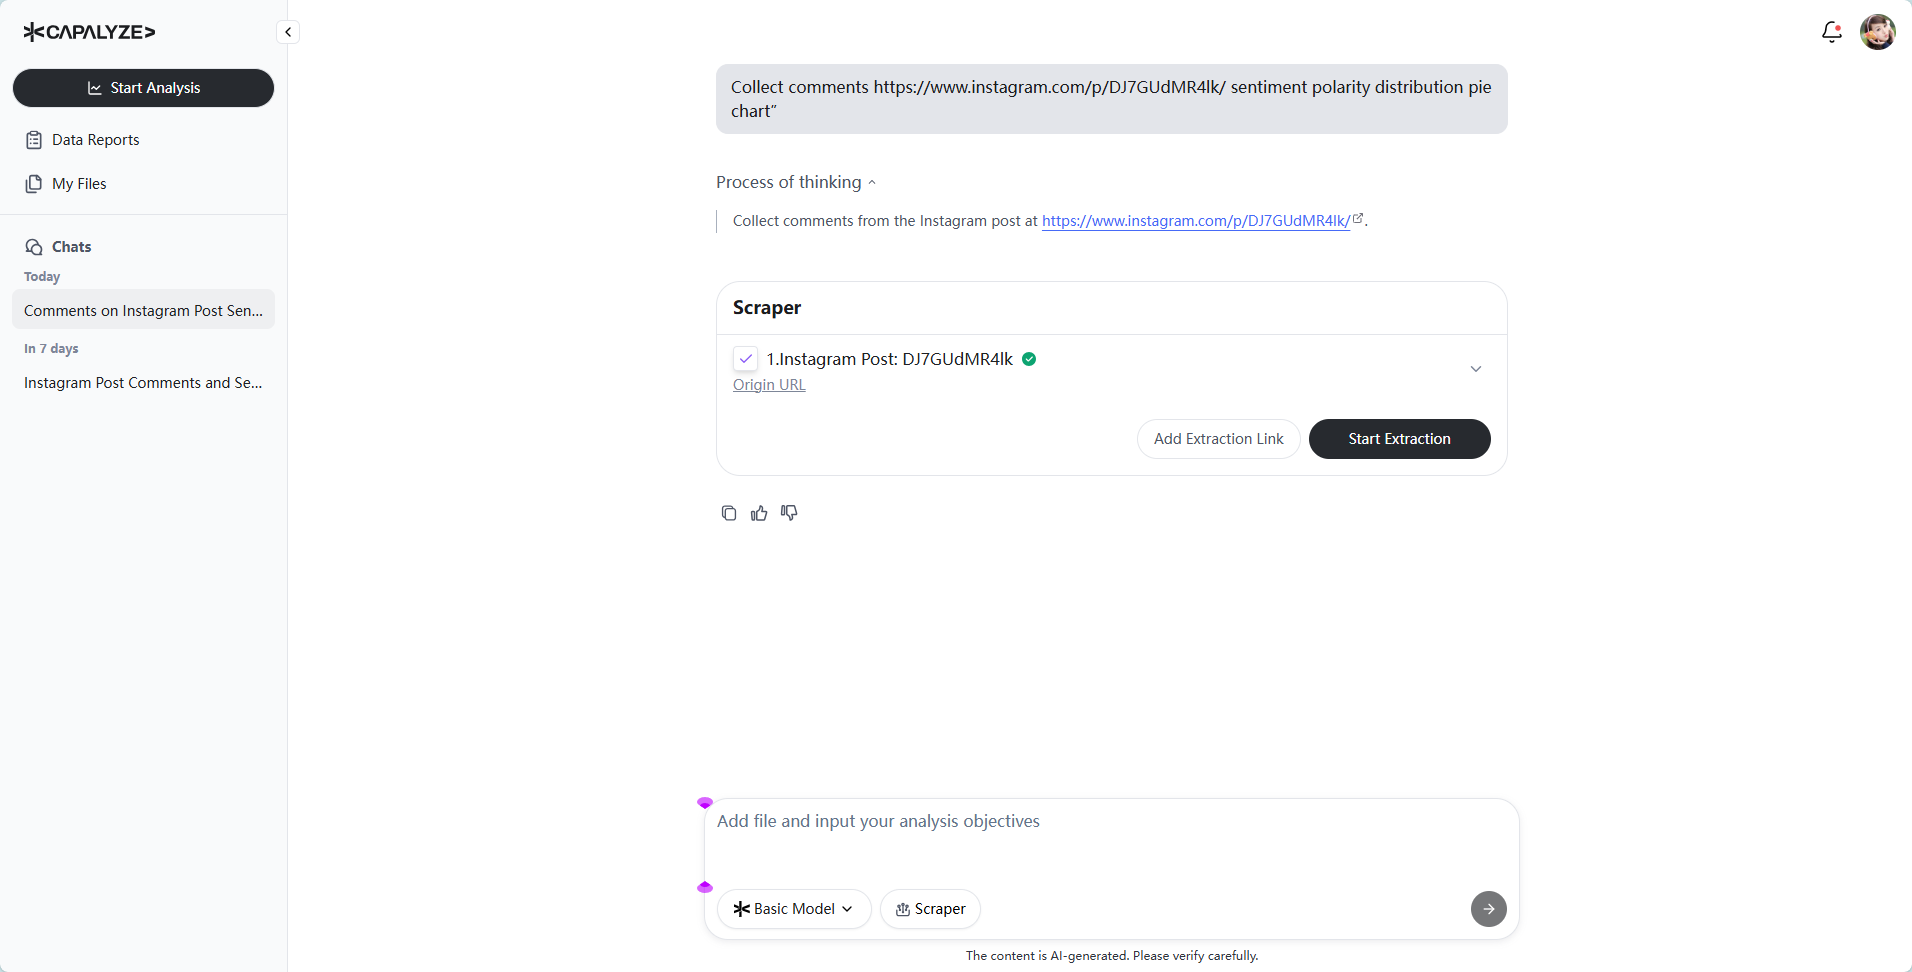 CAPALYZE
Start Analysis
Data Reports
My Files
Chats
Today
Comments on Instagram Post Sen...
In 7 days
Instagram Post Comments and Se...
Collect comments https://www.instagram.com/p/DJ7GUdMR4lk/ sentiment polarity distribution pie
chart”
Process of thinking
Collect comments from the Instagram post at https://www.instagram.com/p/DJ7GUdMR4lk/.
Scraper
1.Instagram Post: DJ7GUdMR4lk
Origin URL
Add Extraction Link
Start Extraction
Add file and input your analysis objectives
Basic Model
Scraper
The content is AI-generated. Please verify carefully.